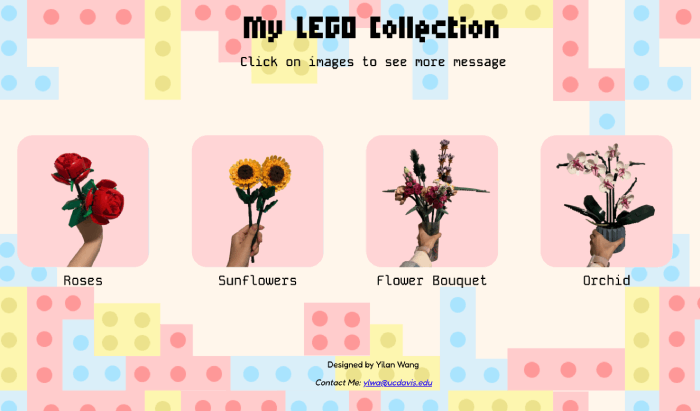 My LEGO Collection
Click on images to see more message
Roses
Sunflowers
Flower Bouquet
Orchid
Designed by Yilan Wang
Contact Me: ylwa@ucdavis.edu